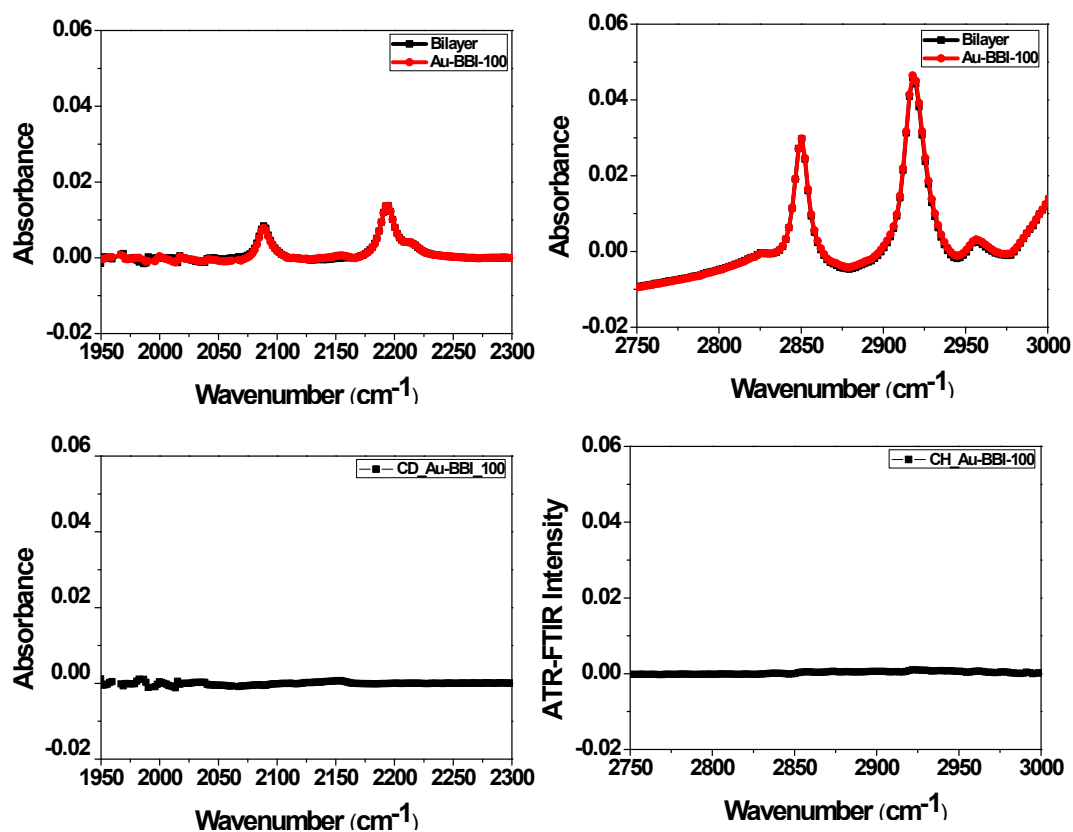 0.06
0.04
0.02
0.00
-0.02
Absorbance
Bilayer
Au-BBI-100
1950 2000 2050 2100 2150 2200 2250 2300
Wavenumber (cm-1)
0.06
0.04
0.02
0.00
-0.02
Absorbance
Bilayer
Au-BBI-100
2750 2800 2850 2900 2950 3000
Wavenumber (cm-1)
0.06
0.04
0.02
0.00
-0.02
Absorbance
CD_Au-BBI_100
1950 2000 2050 2100 2150 2200 2250 2300
Wavenumber (cm-1)
0.06
0.04
0.02
0.00
-0.02
ATR-FTIR Intensity
CH_Au-BBI-100
2750 2800 2850 2900 2950 3000
Wavenumber (cm-1)